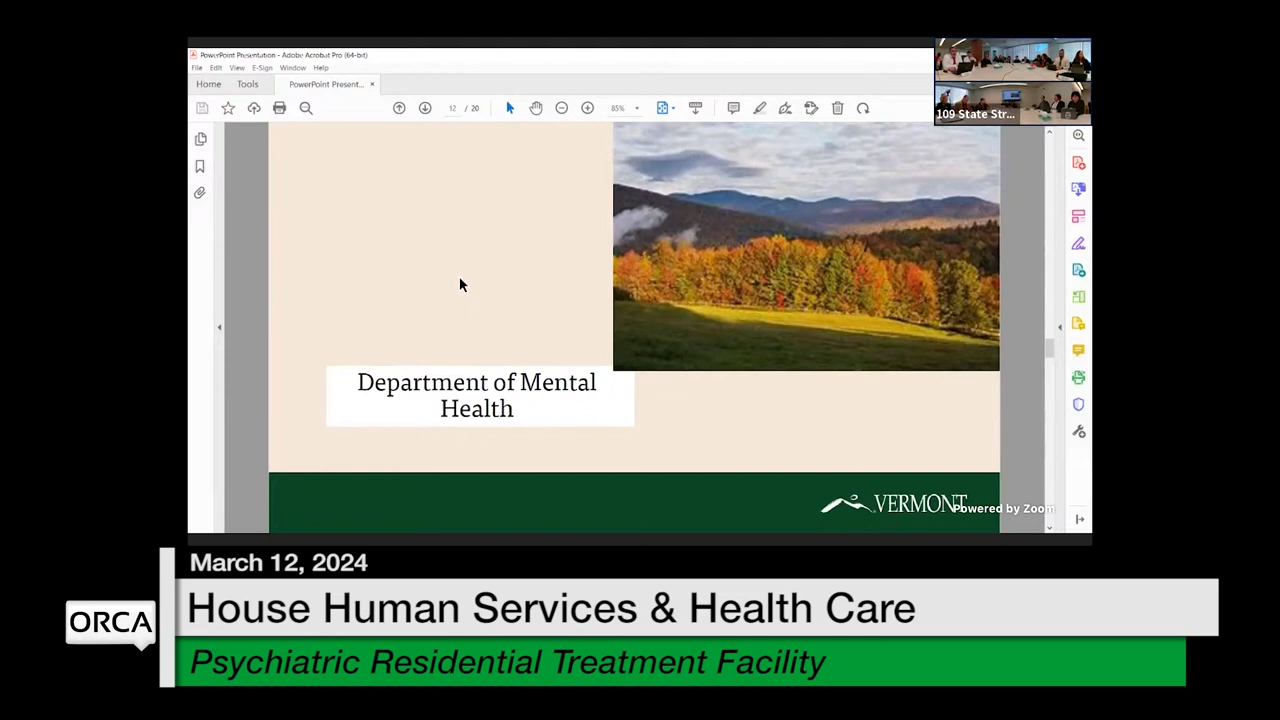 PowerPoint Presentation - Adobe Acrobat Pro (64-bit)
File Edit View E-Sign Window Help
Home Tools PowerPoint Present... ×
12 / 20 85%
109 State Str...
Department of Mental
Health
VERMONT
Powered by Zoom
March 12, 2024
House Human Services & Health Care
ORCA
Psychiatric Residential Treatment Facility